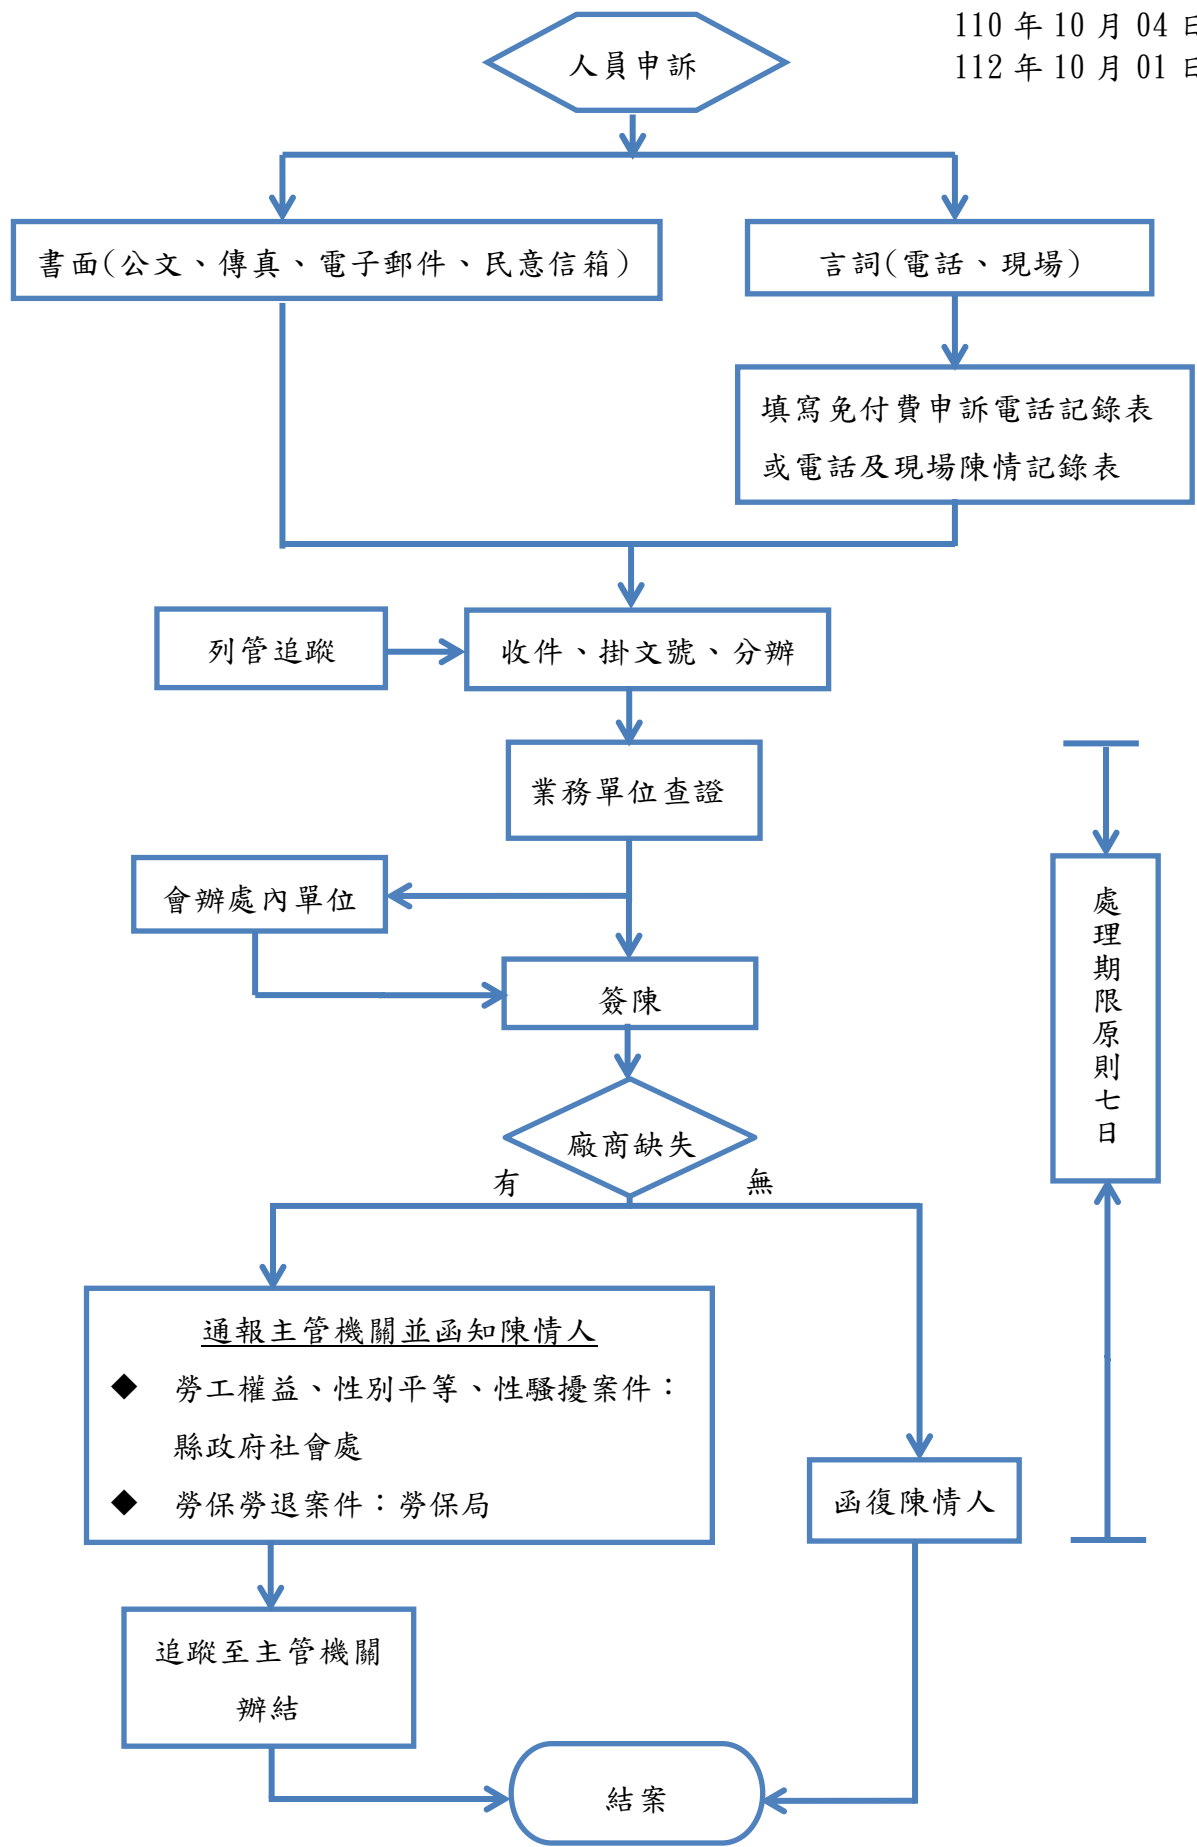 110 年 10 月 04 日
112 年 10 月 01 日
人員申訴
書面(公文、傳真、電子郵件、民意信箱)
言詞(電話、現場)
填寫免付費申訴電話記錄表
或電話及現場陳情記錄表
列管追蹤
收件、掛文號、分辦
業務單位查證
會辦處內單位
簽陳
處理期限原則七日
廠商缺失
有
無
通報主管機關並函知陳情人
◆ 勞工權益、性別平等、性騷擾案件：
縣政府社會處
◆ 勞保勞退案件：勞保局
函復陳情人
追蹤至主管機關
辦結
結案